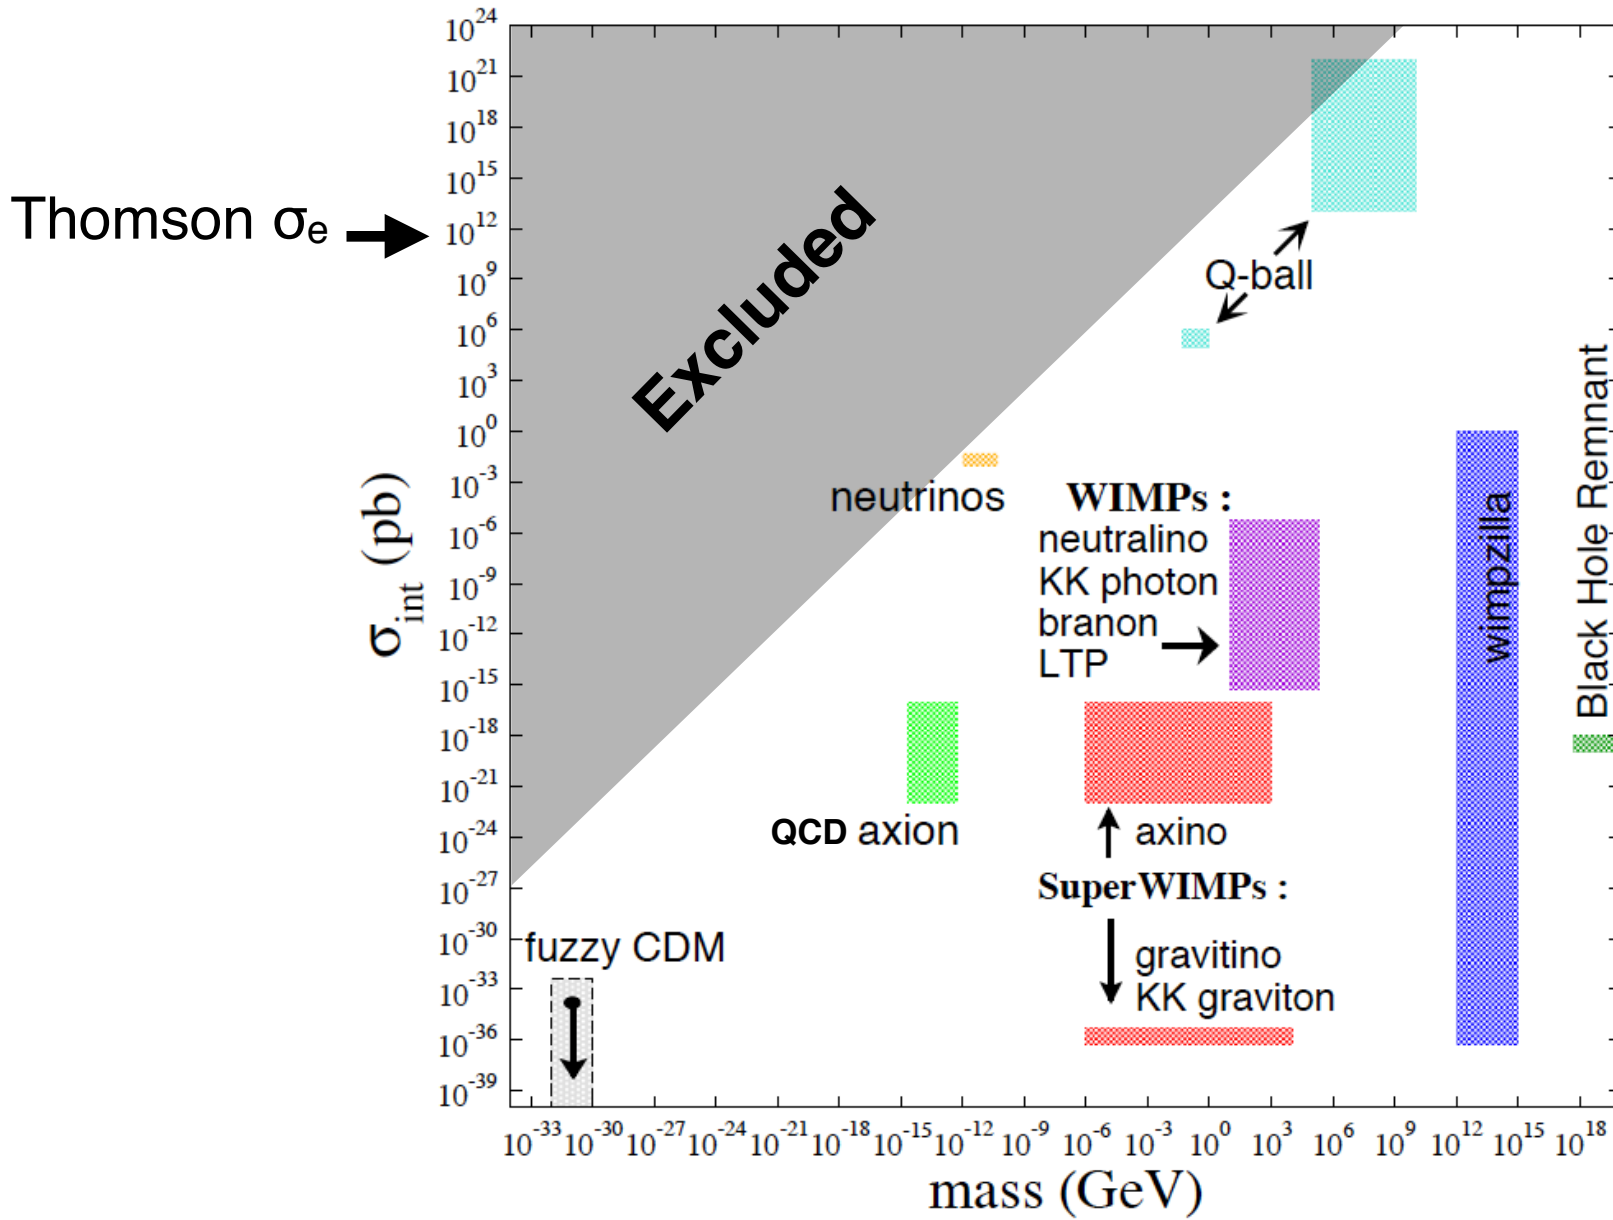 10^24
10^21
10^18
10^15
Thomson σ_e
10^12
10^9
10^6
10^3
10^0
10^-3
10^-6
10^-9
10^-12
10^-15
10^-18
10^-21
10^-24
10^-27
10^-30
10^-33
10^-36
10^-39
σ_int (pb)
Excluded
Q-ball
neutrinos
WIMPs :
neutralino
KK photon
branon
LTP
wimpzilla
Black Hole Remnant
QCD axion
axino
SuperWIMPs :
fuzzy CDM
gravitino
KK graviton
10^-33 10^-30 10^-27 10^-24 10^-21 10^-18 10^-15 10^-12 10^-9 10^-6 10^-3 10^0 10^3 10^6 10^9 10^12 10^15 10^18
mass (GeV)